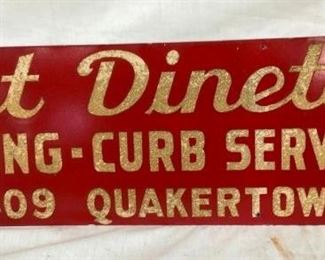 t Dinet
NG-CURB SERV
09 QUAKERTOW